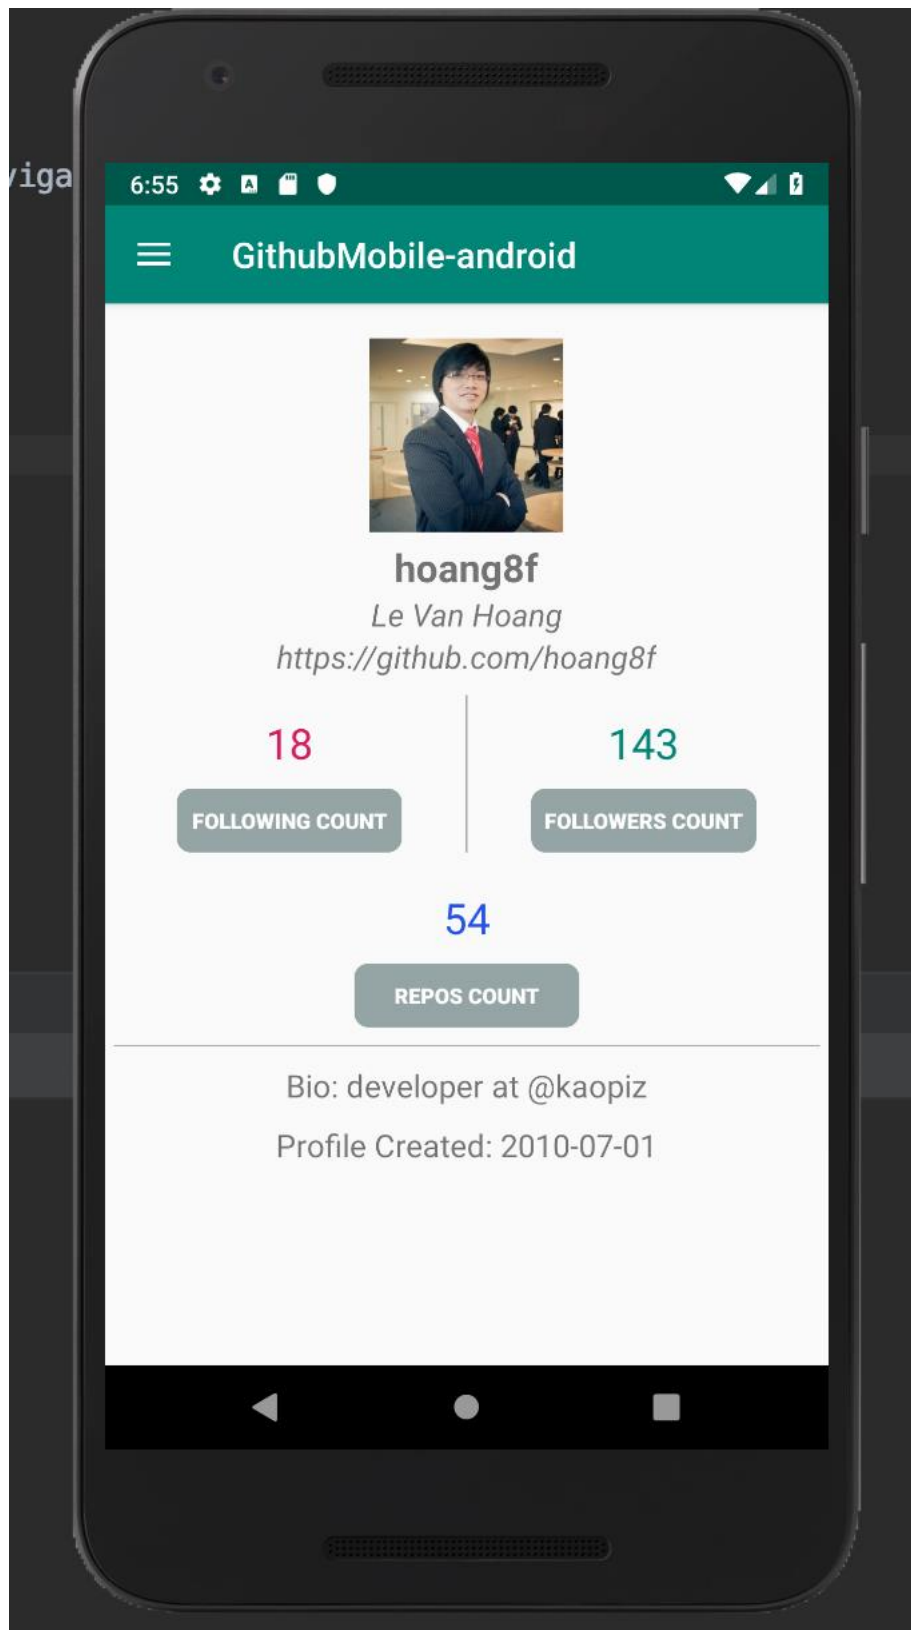 viga
6:55
GithubMobile-android
hoang8f
Le Van Hoang
https://github.com/hoang8f
18
143
FOLLOWING COUNT
FOLLOWERS COUNT
54
REPOS COUNT
Bio: developer at @kaopiz
Profile Created: 2010-07-01